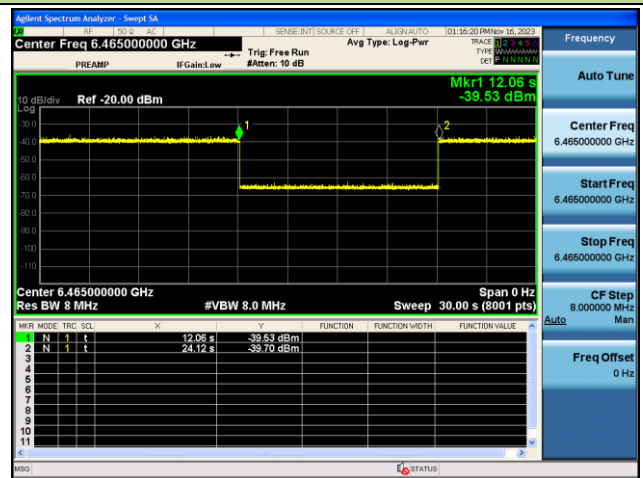 Agilent Spectrum Analyzer - Swept SA
RF 50 Ω AC SENSE:INT SOURCE OFF ALIGN AUTO 01:16:20 PM Nov 16, 2023
Center Freq 6.465000000 GHz Avg Type: Log-Pwr TRACE 1 2 3 4 5 6
Trig: Free Run TYPE
PREAMP IFGain:Low #Atten: 10 dB DET P N N N N N
Mkr1 12.06 s
10 dB/div Ref -20.00 dBm -39.53 dBm
Log
-30.0
1 2
-40.0
-50.0
-60.0
-70.0
-80.0
-90.0
-100
-110
Center 6.465000000 GHz Span 0 Hz
Res BW 8 MHz #VBW 8.0 MHz Sweep 30.00 s (8001 pts)
MKR MODE TRC SCL X Y FUNCTION FUNCTION WIDTH FUNCTION VALUE
1 N 1 t 12.06 s -39.53 dBm
2 N 1 t 24.12 s -39.70 dBm
3
4
5
6
7
8
9
10
11
MSG STATUS
Frequency
Auto Tune
Center Freq
6.465000000 GHz
Start Freq
6.465000000 GHz
Stop Freq
6.465000000 GHz
CF Step
8.000000 MHz
Auto Man
Freq Offset
0 Hz